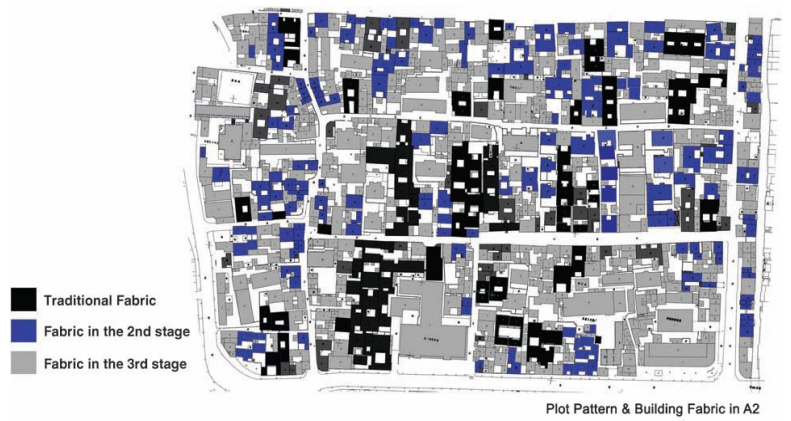 Traditional Fabric
Fabric in the 2nd stage
Fabric in the 3rd stage
Plot Pattern & Building Fabric in A2